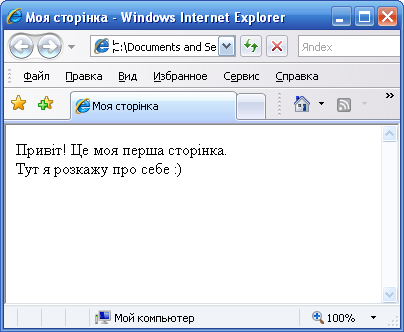 Моя сторінка - Windows Internet Explorer
:\Documents and Se
Яndex
Файл Правка Вид Избранное Сервис Справка
Моя сторінка
Привіт! Це моя перша сторінка.
Тут я розкажу про себе :)
Мой компьютер
100%